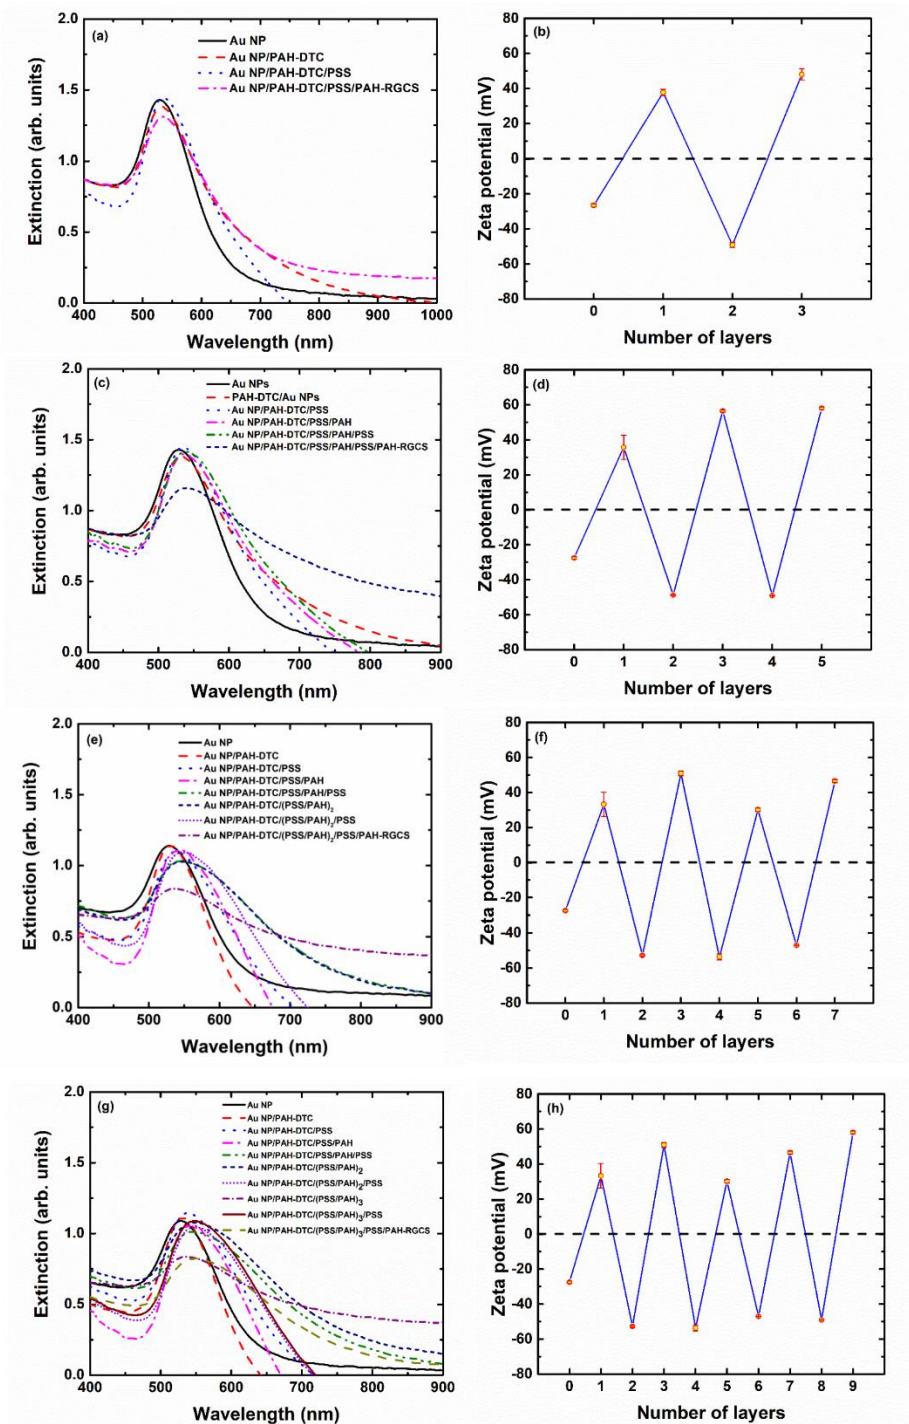 (a)
Au NP
Au NP/PAH-DTC
Au NP/PAH-DTC/PSS
Au NP/PAH-DTC/PSS/PAH-RGCS
2.0
1.5
1.0
0.5
0.0
Extinction (arb. units)
400 500 600 700 800 900 1000
Wavelength (nm)
(b)
80
60
40
20
0
-20
-40
-60
-80
Zeta potential (mV)
0 1 2 3
Number of layers
(c)
Au NPs
PAH-DTC/Au NPs
Au NP/PAH-DTC/PSS
Au NP/PAH-DTC/PSS/PAH
Au NP/PAH-DTC/PSS/PAH/PSS
Au NP/PAH-DTC/PSS/PAH/PSS/PAH-RGCS
2.0
1.5
1.0
0.5
0.0
Extinction (arb. units)
400 500 600 700 800 900
Wavelength (nm)
(d)
80
60
40
20
0
-20
-40
-60
-80
Zeta potential (mV)
0 1 2 3 4 5
Number of layers
(e)
Au NP
Au NP/PAH-DTC
Au NP/PAH-DTC/PSS
Au NP/PAH-DTC/PSS/PAH
Au NP/PAH-DTC/PSS/PAH/PSS
Au NP/PAH-DTC/(PSS/PAH)2
Au NP/PAH-DTC/(PSS/PAH)2/PSS
Au NP/PAH-DTC/(PSS/PAH)2/PSS/PAH-RGCS
2.0
1.5
1.0
0.5
0.0
Extinction (arb. units)
400 500 600 700 800 900
Wavelength (nm)
(f)
80
60
40
20
0
-20
-40
-60
-80
Zeta potential (mV)
0 1 2 3 4 5 6 7
Number of layers
(g)
Au NP
Au NP/PAH-DTC
Au NP/PAH-DTC/PSS
Au NP/PAH-DTC/PSS/PAH
Au NP/PAH-DTC/PSS/PAH/PSS
Au NP/PAH-DTC/(PSS/PAH)2
Au NP/PAH-DTC/(PSS/PAH)2/PSS
Au NP/PAH-DTC/(PSS/PAH)3
Au NP/PAH-DTC/(PSS/PAH)3/PSS
Au NP/PAH-DTC/(PSS/PAH)3/PSS/PAH-RGCS
2.0
1.5
1.0
0.5
0.0
Extinction (arb. units)
400 500 600 700 800 900
Wavelength (nm)
(h)
80
60
40
20
0
-20
-40
-60
-80
Zeta potential (mV)
0 1 2 3 4 5 6 7 8 9
Number of layers